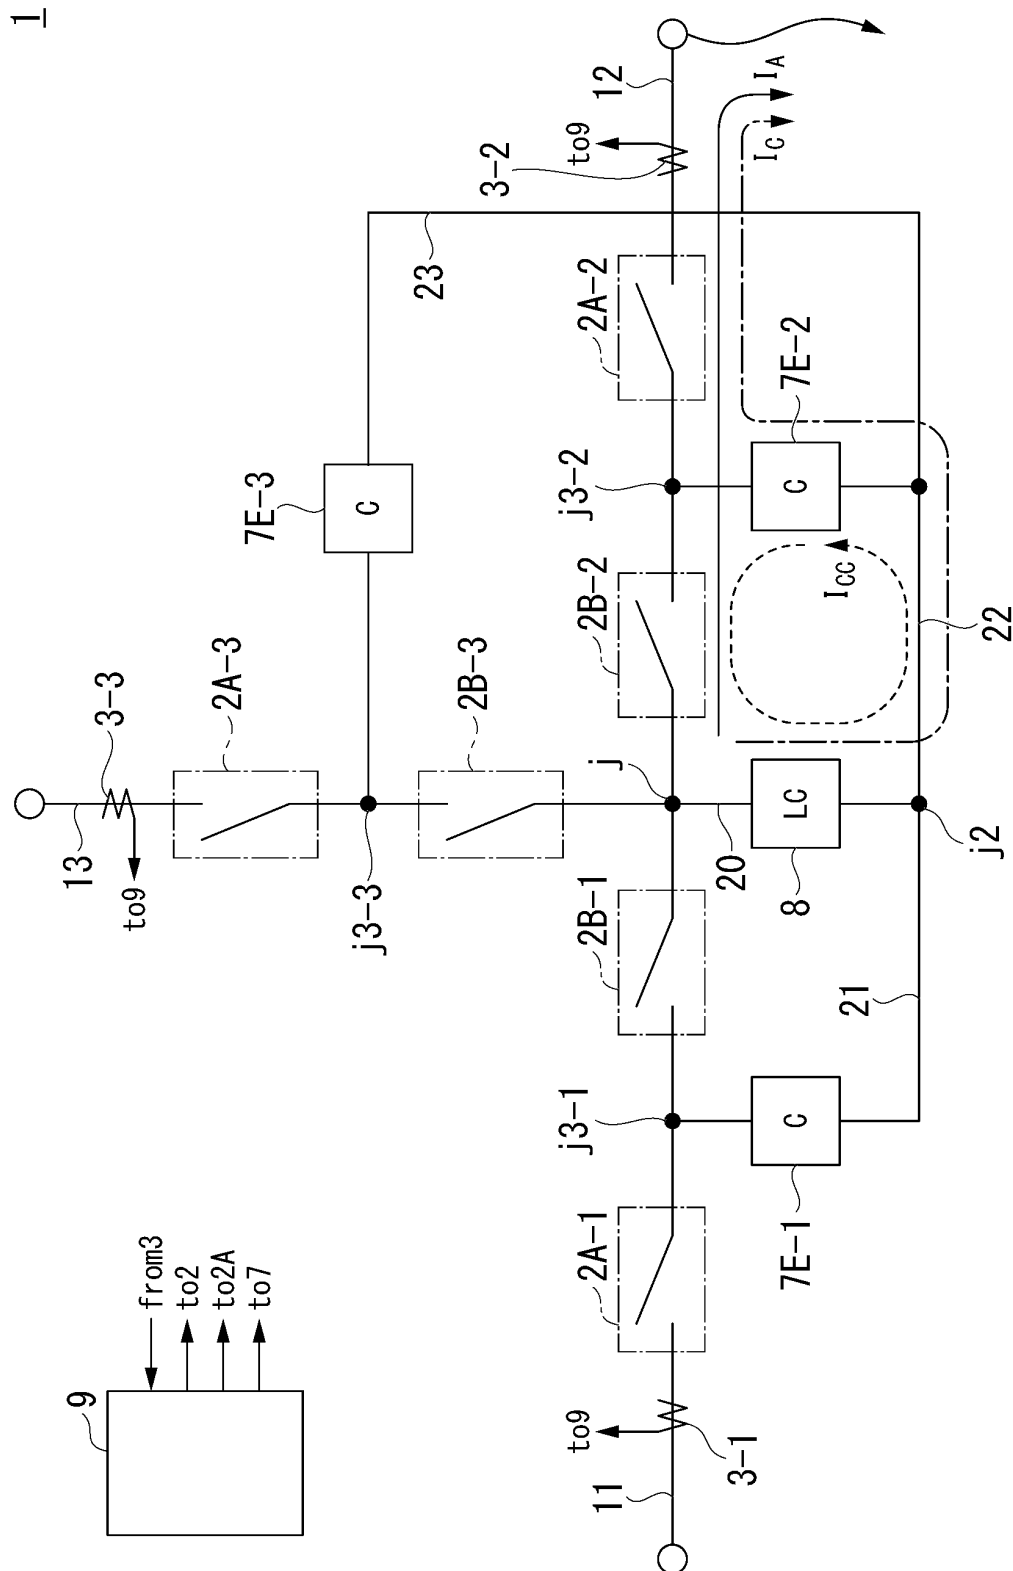 1
9
from3
to2
to2A
to7
13
3-3
to9
2A-3
j3-3
2B-3
7E-3
C
23
11
to9
3-1
2A-1
j3-1
2B-1
j
2B-2
j3-2
2A-2
3-2
to9
12
7E-1
C
21
20
LC
8
j2
7E-2
C
22
ICC
IC
IA